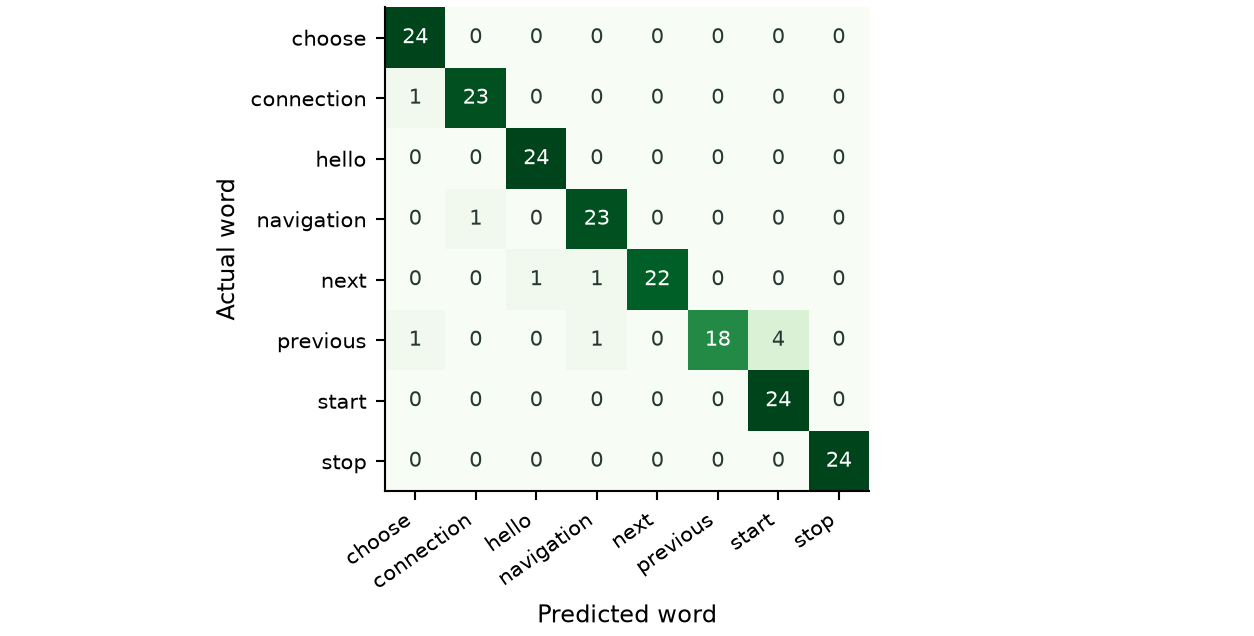 choose 24 0 0 0 0 0 0 0
connection 1 23 0 0 0 0 0 0
hello 0 0 24 0 0 0 0 0
navigation 0 1 0 23 0 0 0 0
next 0 0 1 1 22 0 0 0
previous 1 0 0 1 0 18 4 0
start 0 0 0 0 0 0 24 0
stop 0 0 0 0 0 0 0 24
Actual word
choose connection hello navigation next previous start stop
Predicted word